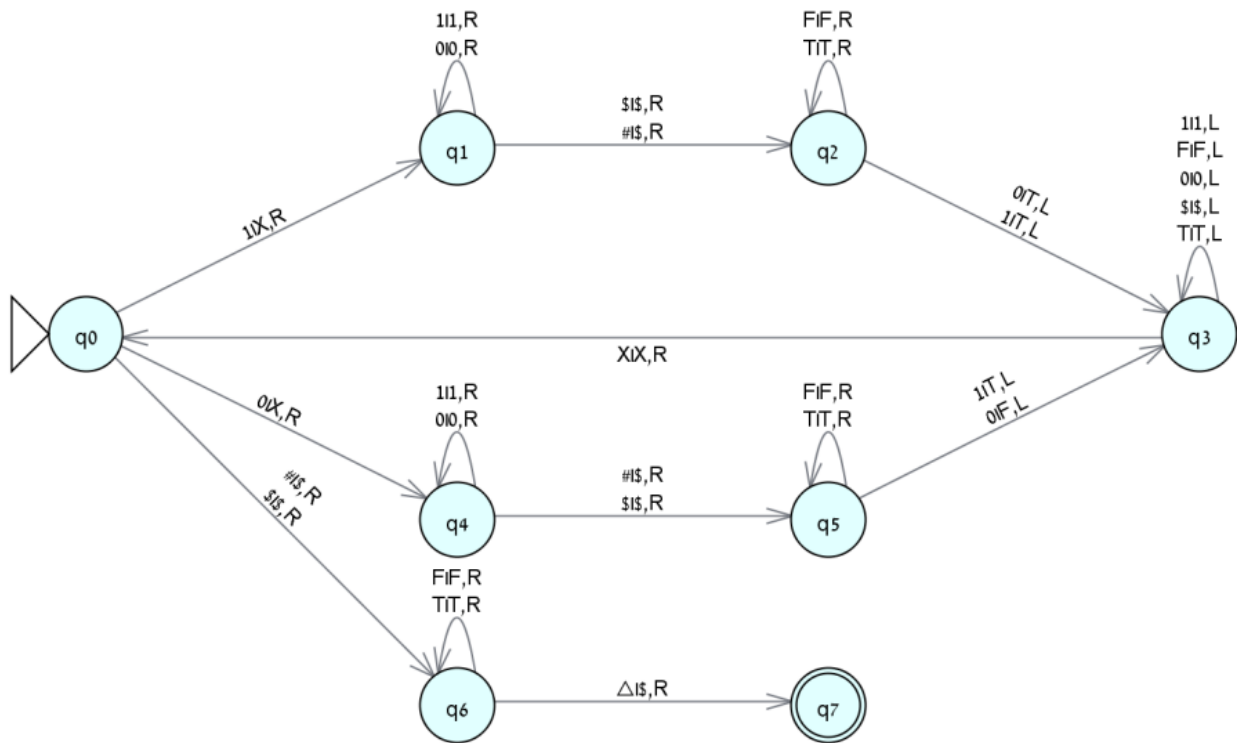 1|1,R
0|0,R
F|F,R
T|T,R
$|$,R
#|$,R
q1
q2
1|1,L
F|F,L
0|0,L
$|$,L
T|T,L
1|X,R
0|T,L
1|T,L
q0
q3
X|X,R
0|X,R
#|$,R
$|$,R
1|1,R
0|0,R
F|F,R
T|T,R
1|T,L
0|F,L
#|$,R
$|$,R
q4
q5
F|F,R
T|T,R
△|$,R
q6
q7